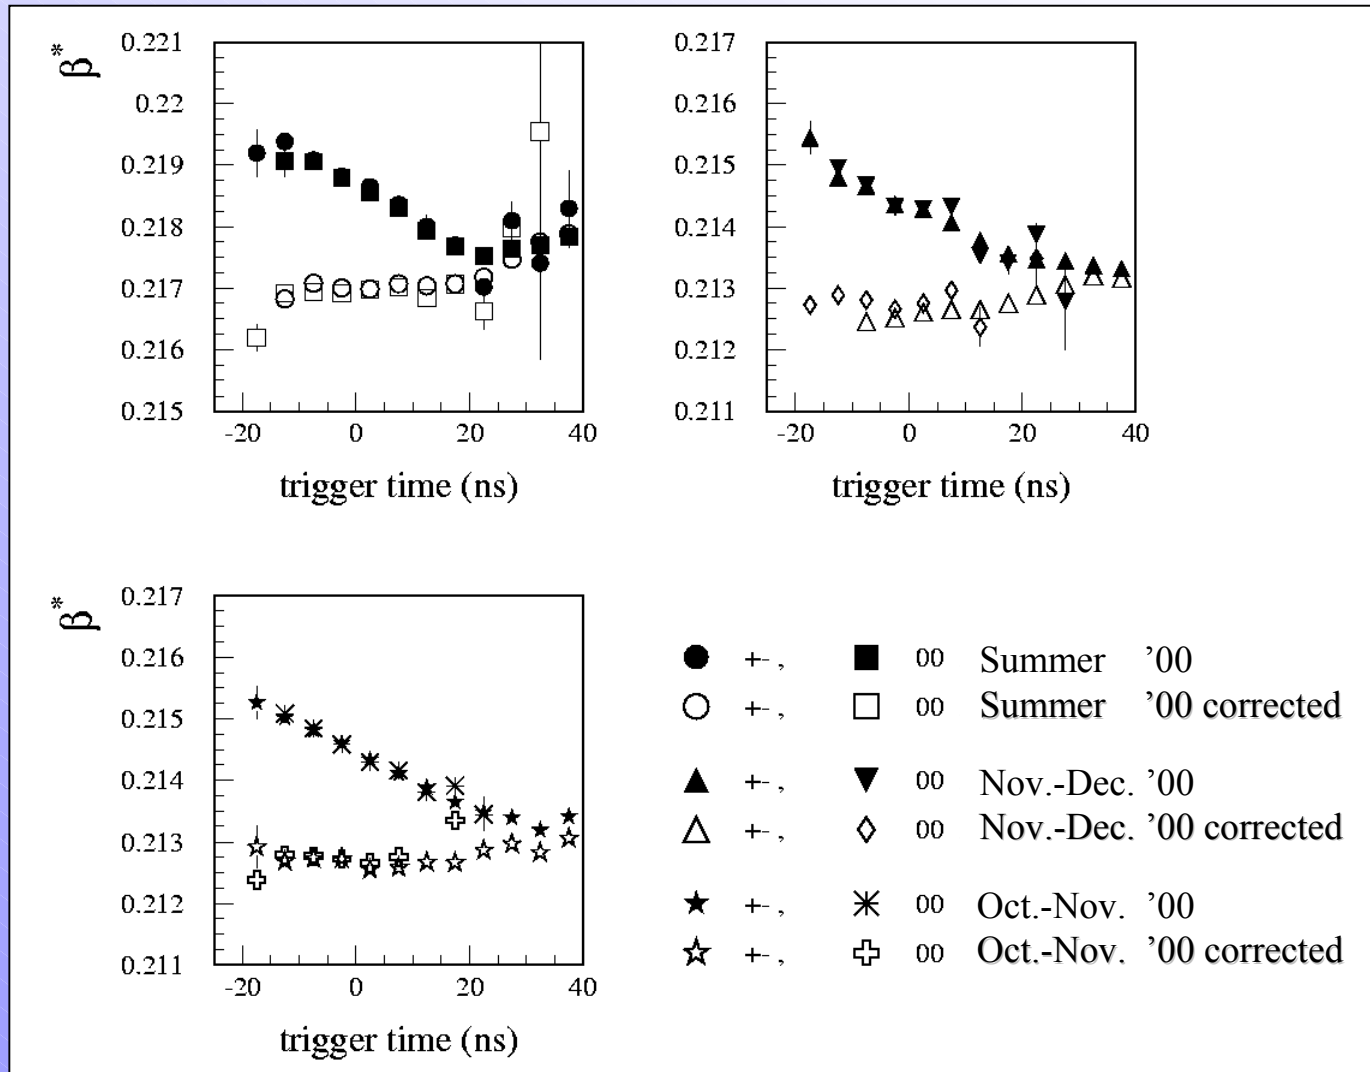 β*
0.221
0.22
0.219
0.218
0.217
0.216
0.215
-20 0 20 40
trigger time (ns)
0.217
0.216
0.215
0.214
0.213
0.212
0.211
-20 0 20 40
trigger time (ns)
β*
0.217
0.216
0.215
0.214
0.213
0.212
0.211
-20 0 20 40
trigger time (ns)
+- , 00 Summer ’00
+- , 00 Summer ’00 corrected
+- , 00 Nov.-Dec. ’00
+- , 00 Nov.-Dec. ’00 corrected
+- , 00 Oct.-Nov. ’00
+- , 00 Oct.-Nov. ’00 corrected